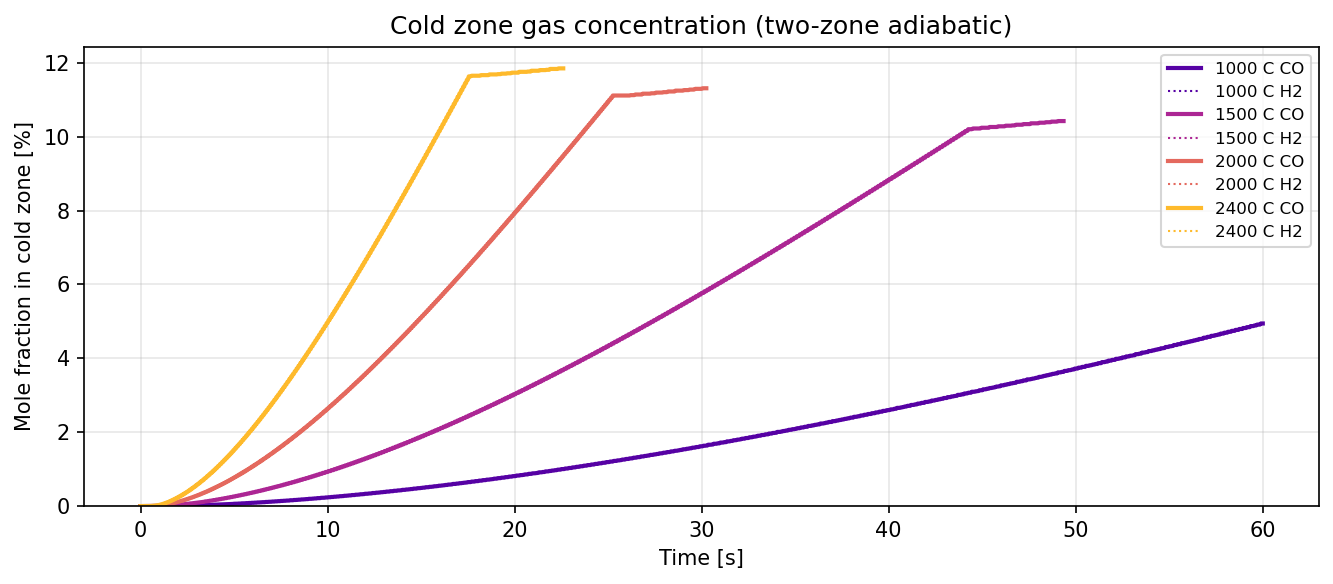 Cold zone gas concentration (two-zone adiabatic)
Mole fraction in cold zone [%]
12
10
8
6
4
2
0
1000 C CO
1000 C H2
1500 C CO
1500 C H2
2000 C CO
2000 C H2
2400 C CO
2400 C H2
0 10 20 30 40 50 60
Time [s]